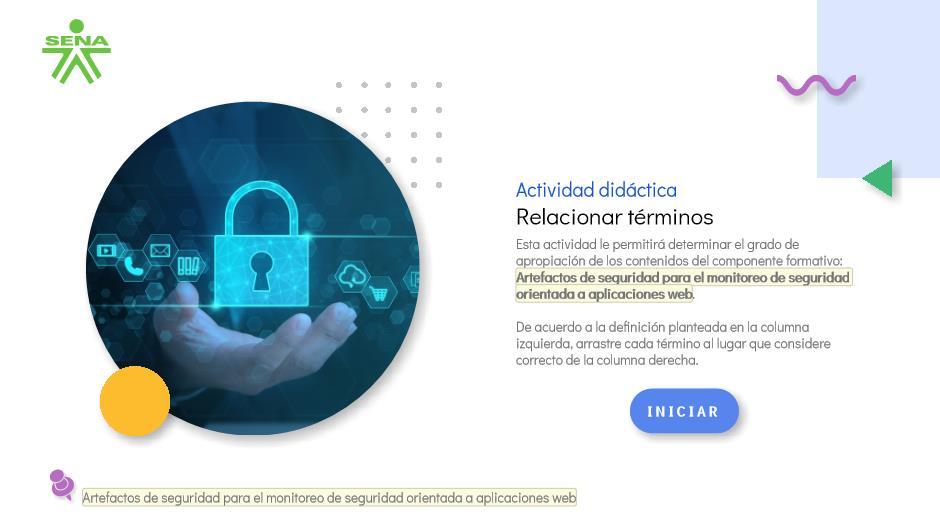 SENA
Actividad didáctica
Relacionar términos
Esta actividad le permitirá determinar el grado de
apropiación de los contenidos del componente formativo:
Artefactos de seguridad para el monitoreo de seguridad
orientada a aplicaciones web.
De acuerdo a la definición planteada en la columna
izquierda, arrastre cada término al lugar que considere
correcto de la columna derecha.
INICIAR
Artefactos de seguridad para el monitoreo de seguridad orientada a aplicaciones web